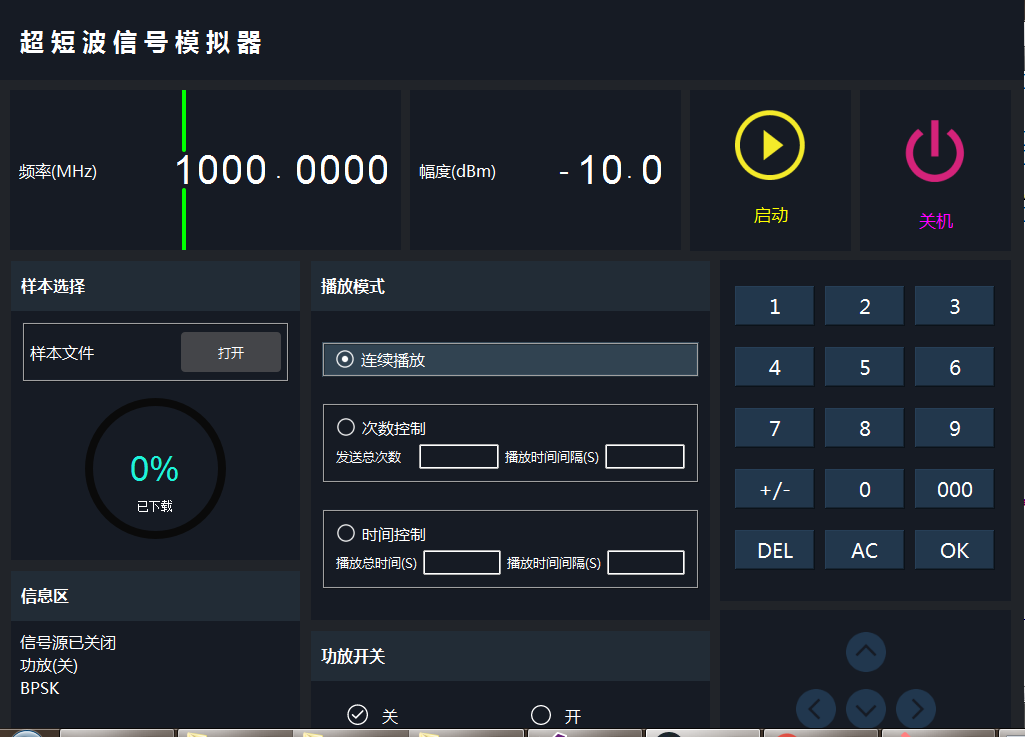 超短波信号模拟器
频率(MHz) 1000.0000
幅度(dBm) -10.0
启动
关机
样本选择
样本文件 打开
0%
已下载
信息区
信号源已关闭
功放(关)
BPSK
播放模式
连续播放
次数控制
发送总次数 播放时间间隔(S)
时间控制
播放总时间(S) 播放时间间隔(S)
功放开关
关 开
1 2 3
4 5 6
7 8 9
+/- 0 000
DEL AC OK